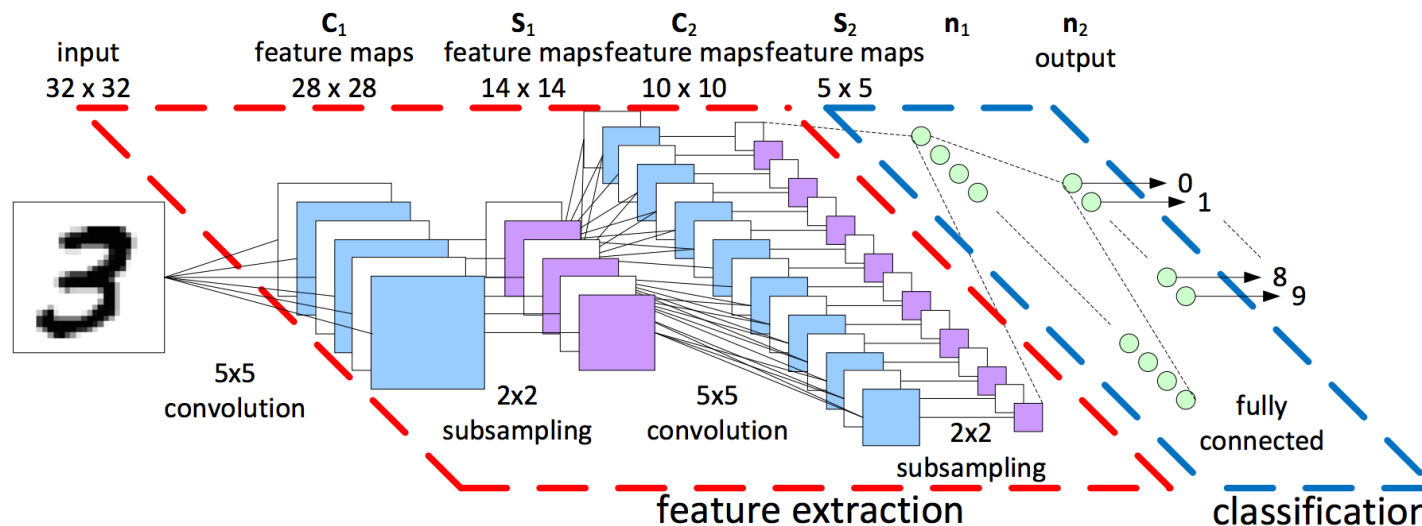 C1 S1 C2 S2 n1 n2
input feature maps feature maps feature maps feature maps output
32 x 32 28 x 28 14 x 14 10 x 10 5 x 5
0
1
8
9
5x5
convolution
2x2
subsampling
5x5
convolution
2x2
subsampling
fully
connected
feature extraction
classification